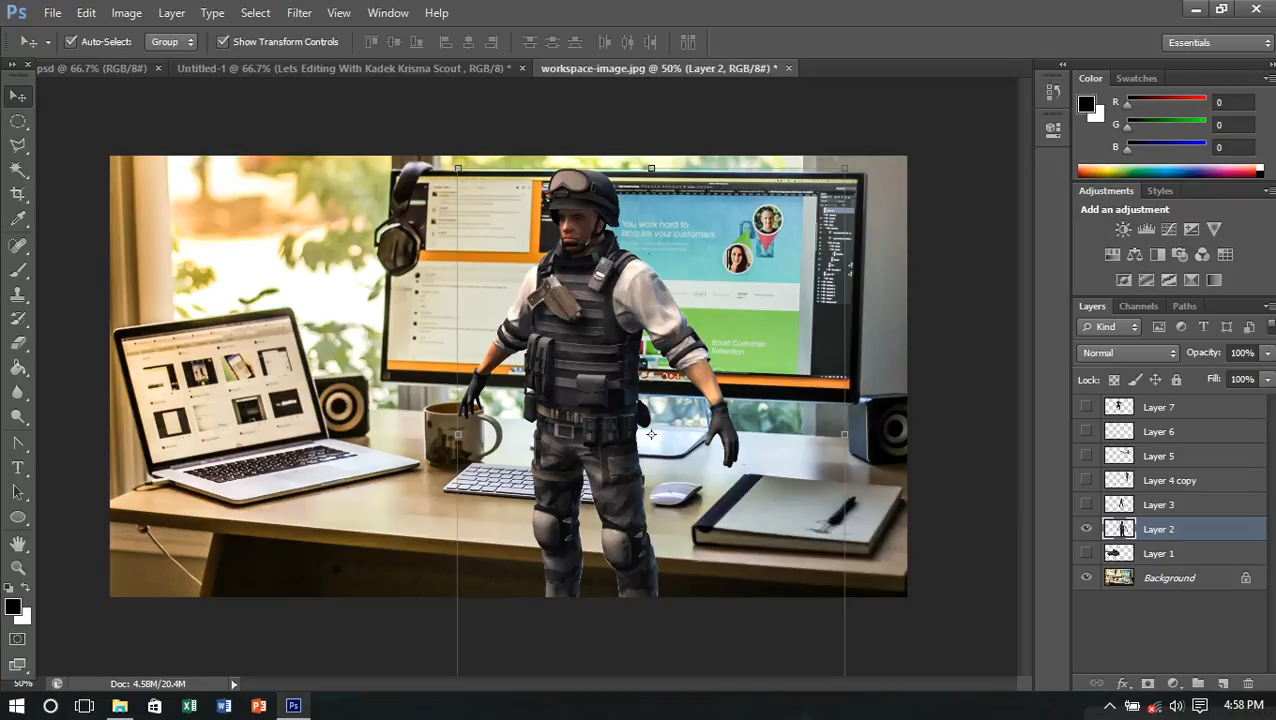 Ps File Edit Image Layer Type Select Filter View Window Help
Auto-Select: Group Show Transform Controls Essentials
psd @ 66.7% (RGB/8#) × Untitled-1 @ 66.7% (Lets Editing With Kadek Krisma Scout , RGB/8) * × workspace-image.jpg @ 50% (Layer 2, RGB/8#) * ×
Color Swatches
R 0
G 0
B 0
Adjustments Styles
Add an adjustment
Layers Channels Paths
Kind
Normal Opacity: 100%
Lock: Fill: 100%
Layer 7
Layer 6
Layer 5
Layer 4 copy
Layer 3
Layer 2
Layer 1
Background
You work hard to
acquire your customers.
Boost Customer
Retention
T
50% Doc: 4.58M/20.4M
fx
4:58 PM